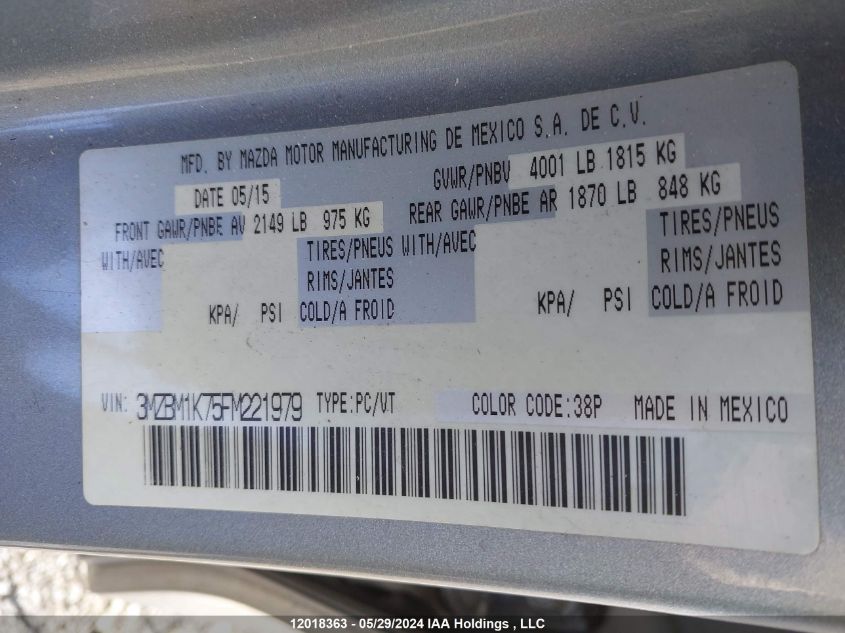 MFD. BY MAZDA MOTOR MANUFACTURING DE MEXICO S.A. DE C.V.
DATE 05/15 GVWR/PNBV 4001 LB 1815 KG
FRONT GAWR/PNBE AV 2149 LB 975 KG REAR GAWR/PNBE AR 1870 LB 848 KG
WITH/AVEC TIRES/PNEUS WITH/AVEC TIRES/PNEUS
RIMS/JANTES RIMS/JANTES
KPA/ PSI COLD/A FROID KPA/ PSI COLD/A FROID
VIN: 3MZBM1K75FM221979 TYPE:PC/VT COLOR CODE:38P MADE IN MEXICO
12018363 - 05/29/2024 IAA Holdings , LLC